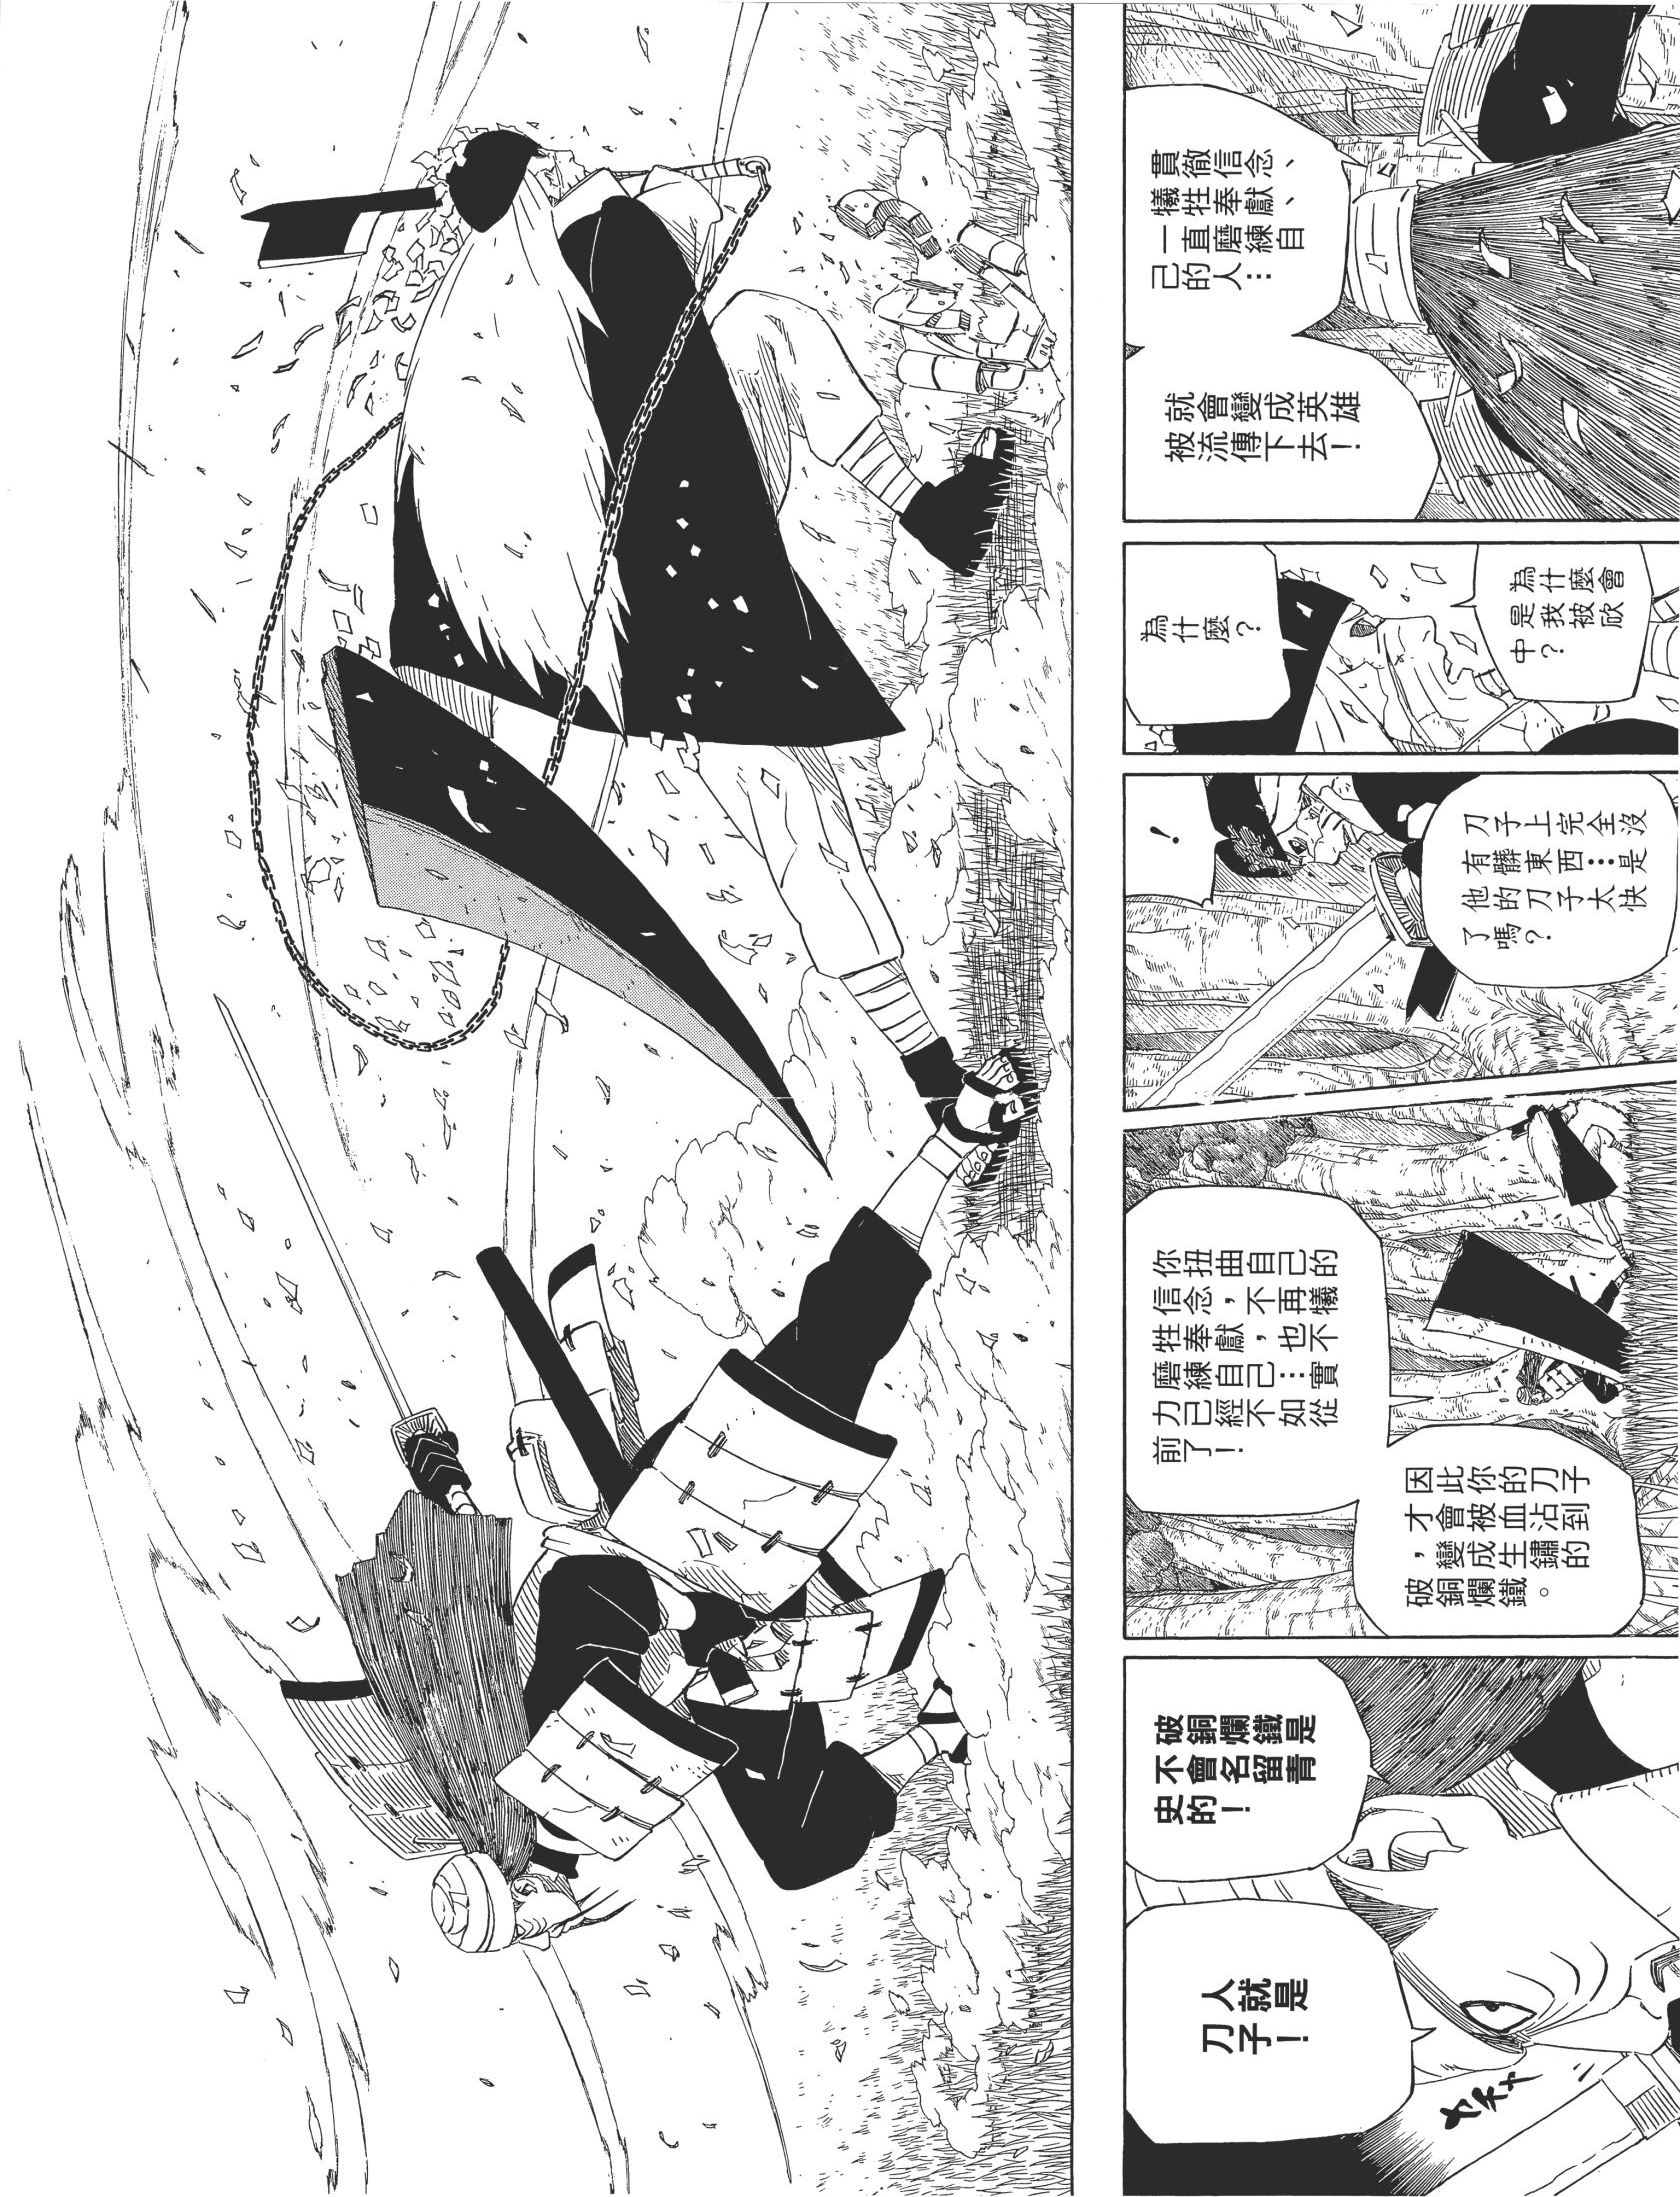 貫徹信念、
犧牲奉獻、
一直磨練自
己的人…
就會變成英雄
被流傳下去!
為什麼?
為什麼會
是我被欣
中?
!
刀子上完全沒
有髒東西…是
他的刀子太快
了嗎?
你扭曲自己的
信念,不再犧
牲奉獻,也不
磨練自己…實
力已經不如從
前了!
因此你的刀子
,才會被血沾到
,變成生鏽的
破銅爛鐵。
破銅爛鐵是
不會名留青
史的!
人就是
刀子!
カチャ